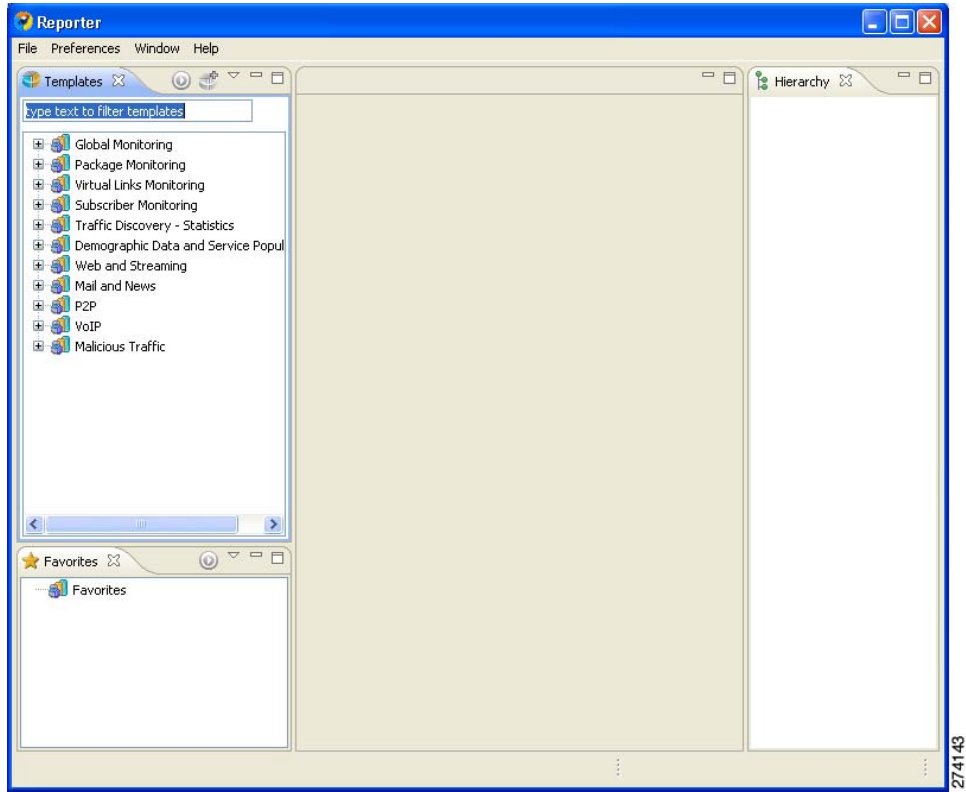 Reporter
File Preferences Window Help
Templates
type text to filter templates
Global Monitoring
Package Monitoring
Virtual Links Monitoring
Subscriber Monitoring
Traffic Discovery - Statistics
Demographic Data and Service Popul
Web and Streaming
Mail and News
P2P
VoIP
Malicious Traffic
Favorites
Favorites
Hierarchy
274143